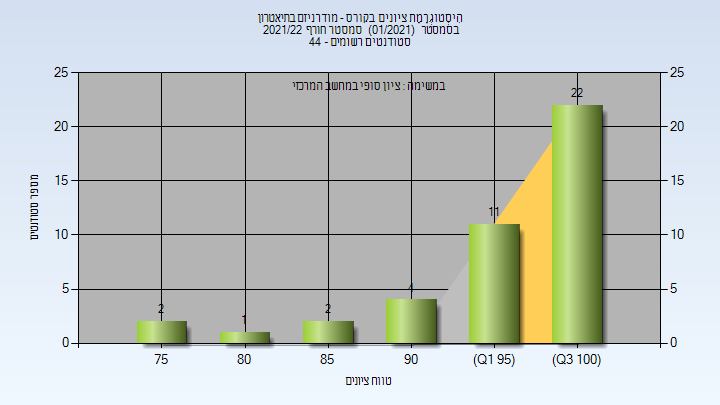 היסטוגרמת ציונים בקורס - מודרניזם בתיאטרון
בסמסטר (01/2021) סמסטר חורף 2021/22
סטודנטים רשומים - 44
במשימה : ציון סופי במחשב המרכזי
25 25
22
20 20
15 15
11
10 10
5 5
4
2 1 2
0 0
75 80 85 90 (Q1 95) (Q3 100)
מספר סטודנטים
טווח ציונים